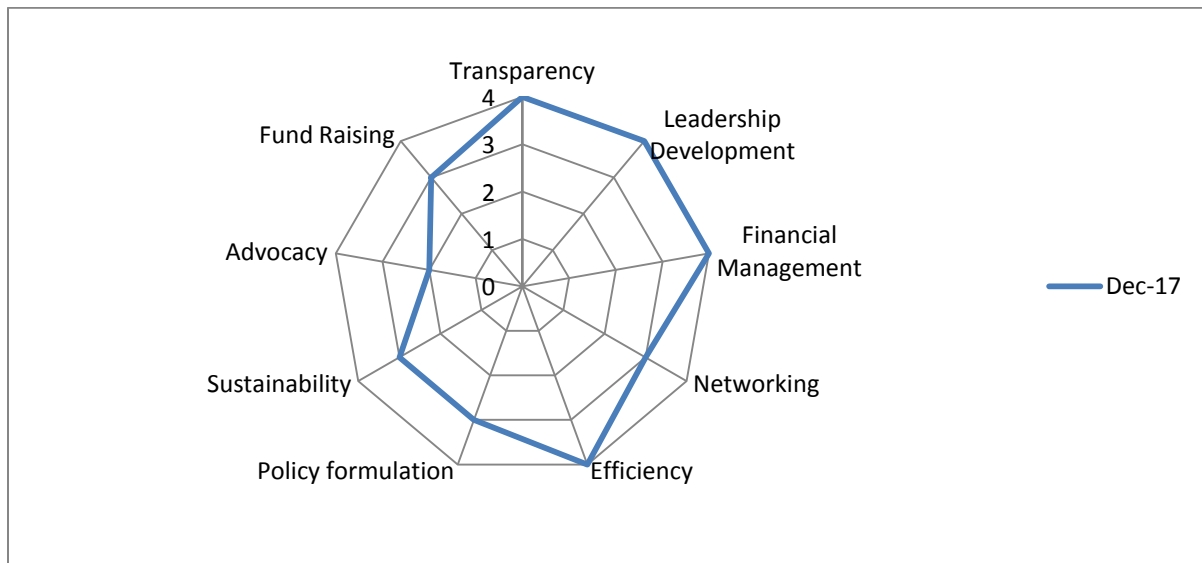 Transparency
4
3
2
1
0
Leadership
Development
Financial
Management
Networking
Efficiency
Policy formulation
Sustainability
Advocacy
Fund Raising
Dec-17